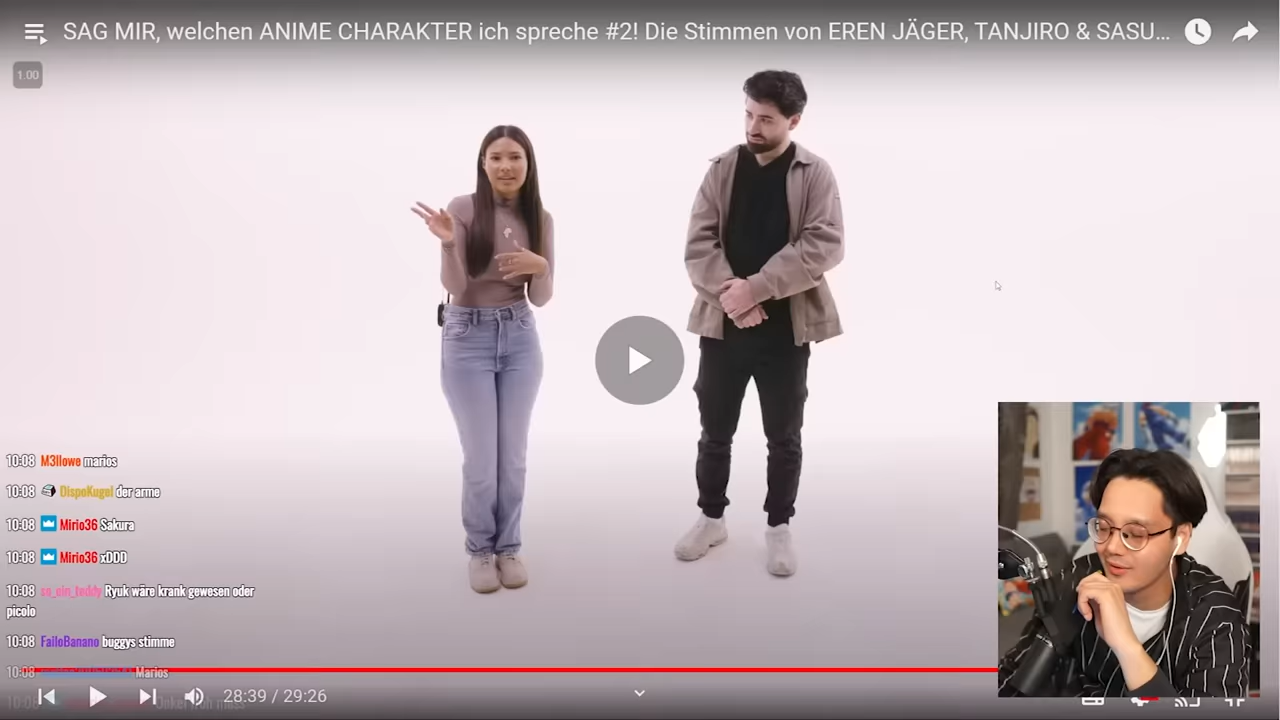 SAG MIR, welchen ANIME CHARAKTER ich spreche #2! Die Stimmen von EREN JÄGER, TANJIRO & SASU...
1.00
10:08 M3llowe marios
10:08 DispoKugel der arme
10:08 Mirio36 Sakura
10:08 Mirio36 xDDD
10:08 so_ein_teddy Ryuk wäre krank gewesen oder
picolo
10:08 FailoBanano buggys stimme
10:08 Marios
28:39 / 29:26